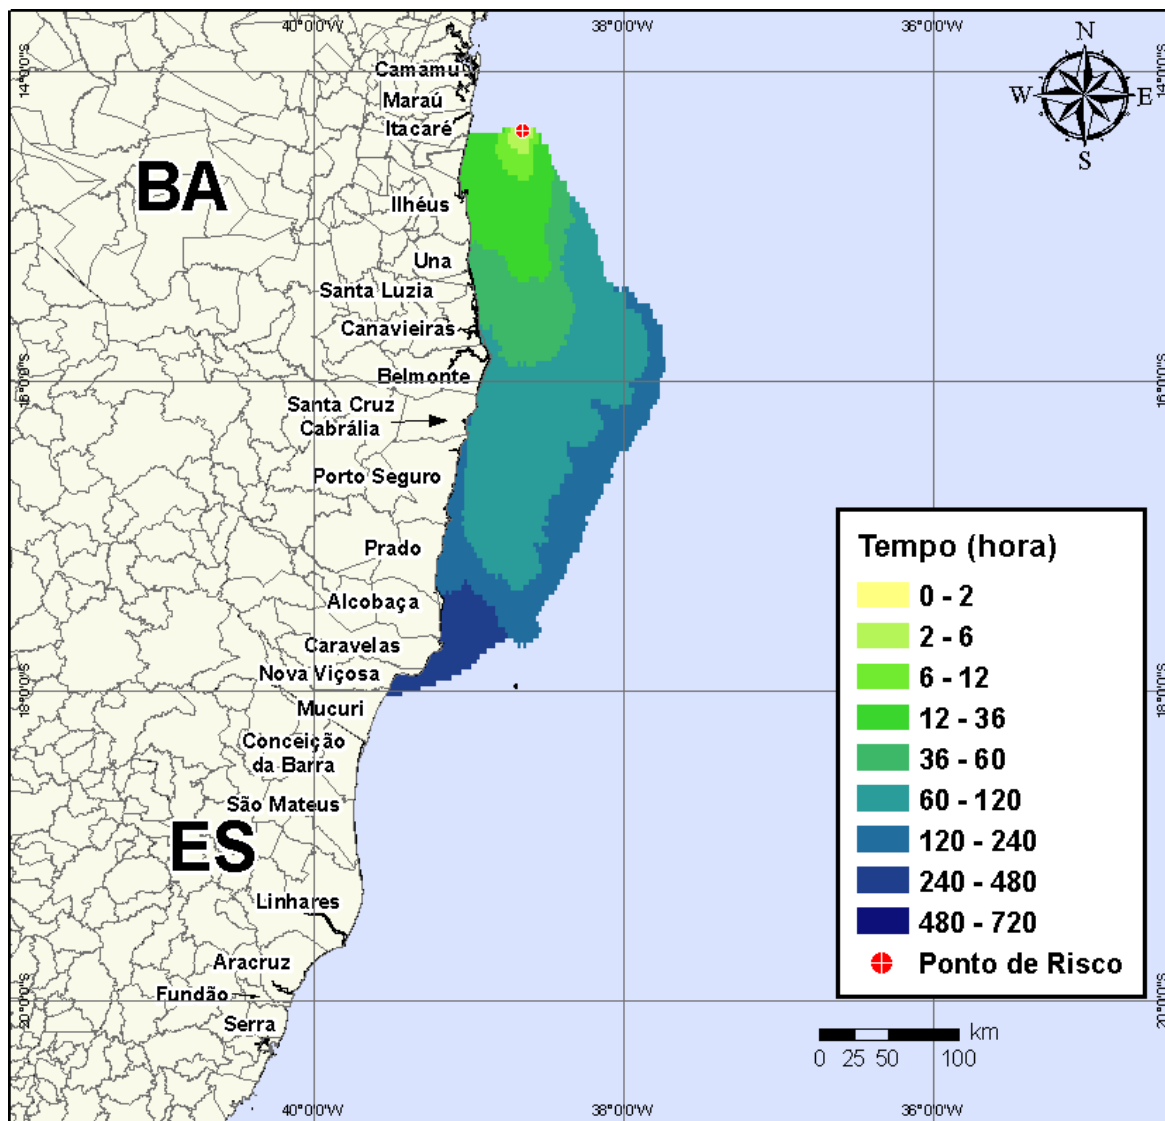 40°0'0"W
38°0'0"W
36°0'0"W
N
W
E
S
14°0'0"S
14°0'0"S
Camamu
Maraú
Itacaré
BA
Ilhéus
Una
Santa Luzia
Canavieiras
Belmonte
16°0'0"S
16°0'0"S
Santa Cruz
Cabrália
Porto Seguro
Prado
Alcobaça
Caravelas
Nova Viçosa
18°0'0"S
18°0'0"S
Mucuri
Conceição
da Barra
São Mateus
ES
Linhares
Aracruz
Fundão
Serra
20°0'0"S
20°0'0"S
Tempo (hora)
0 - 2
2 - 6
6 - 12
12 - 36
36 - 60
60 - 120
120 - 240
240 - 480
480 - 720
Ponto de Risco
km
0 25 50 100
40°0'0"W
38°0'0"W
36°0'0"W